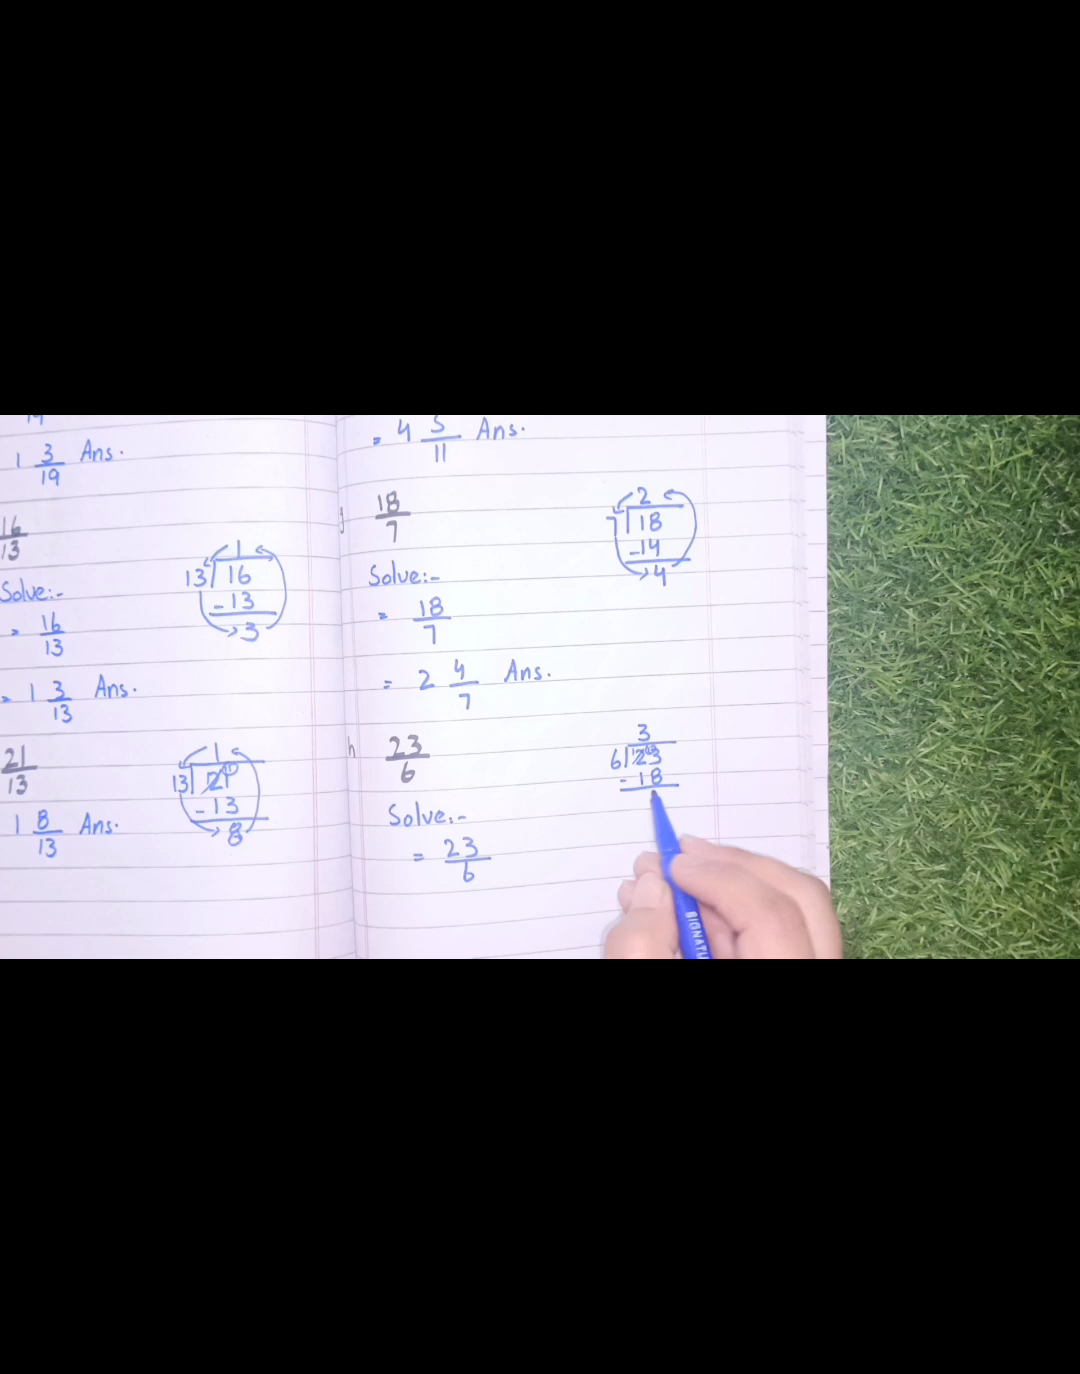 1 3/19 Ans.
16/13
Solve:-
= 16/13
= 1 3/13 Ans.
1
13 16
-13
3
21/13
1 8/13 Ans.
1
13 21
-13
8
= 4 5/11 Ans.
g 18/7
Solve:-
= 18/7
= 2 4/7 Ans.
2
7 18
-14
4
h 23/6
Solve:-
= 23/6
3
6 23
-18
SIGNATU